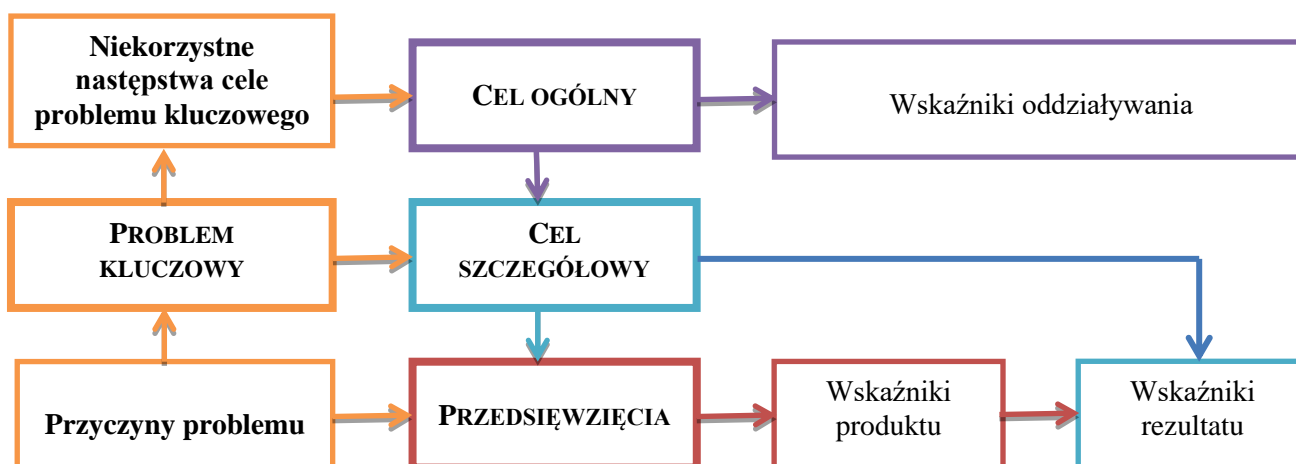 Niekorzystne
następstwa cele
problemu kluczowego
CEL OGÓLNY
Wskaźniki oddziaływania
PROBLEM
KLUCZOWY
CEL
SZCZEGÓŁOWY
Przyczyny problemu
PRZEDSIĘWZIĘCIA
Wskaźniki
produktu
Wskaźniki
rezultatu